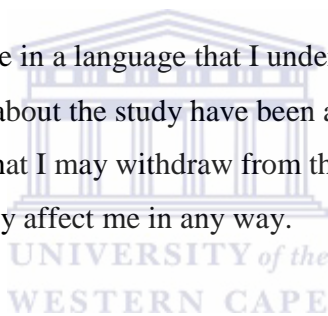 e in a language that I under
about the study have been a
hat I may withdraw from th
y affect me in any way.
UNIVERSITY of the
WESTERN CAPE